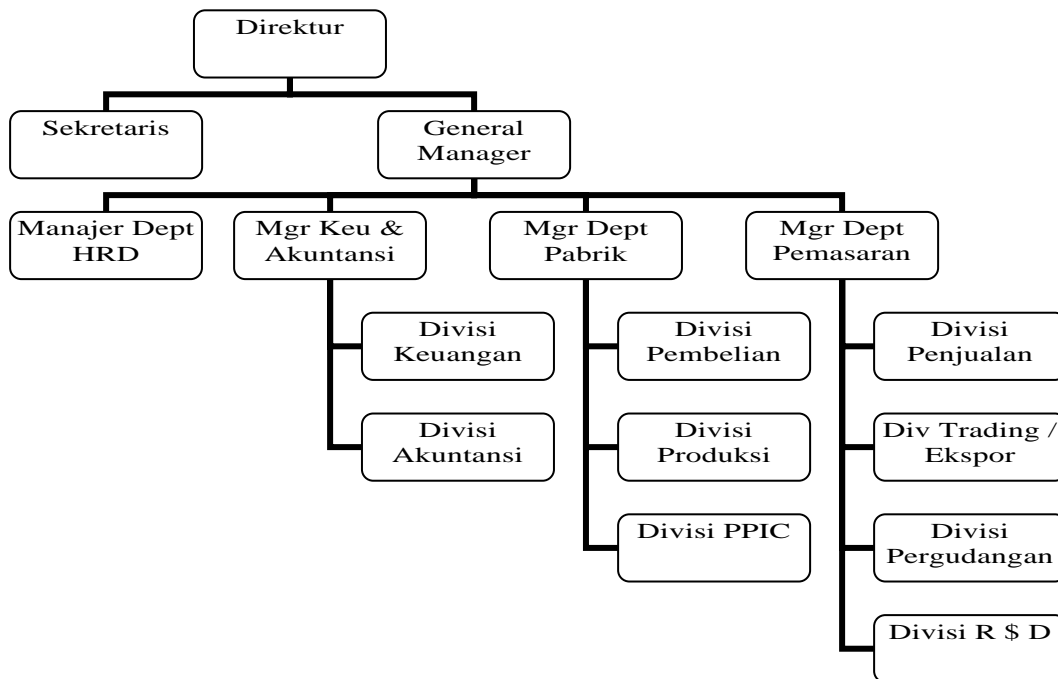 Direktur
Sekretaris
General
Manager
Manajer Dept
HRD
Mgr Keu &
Akuntansi
Mgr Dept
Pabrik
Mgr Dept
Pemasaran
Divisi
Keuangan
Divisi
Pembelian
Divisi
Penjualan
Divisi
Akuntansi
Divisi
Produksi
Div Trading /
Ekspor
Divisi PPIC
Divisi
Pergudangan
Divisi R $ D